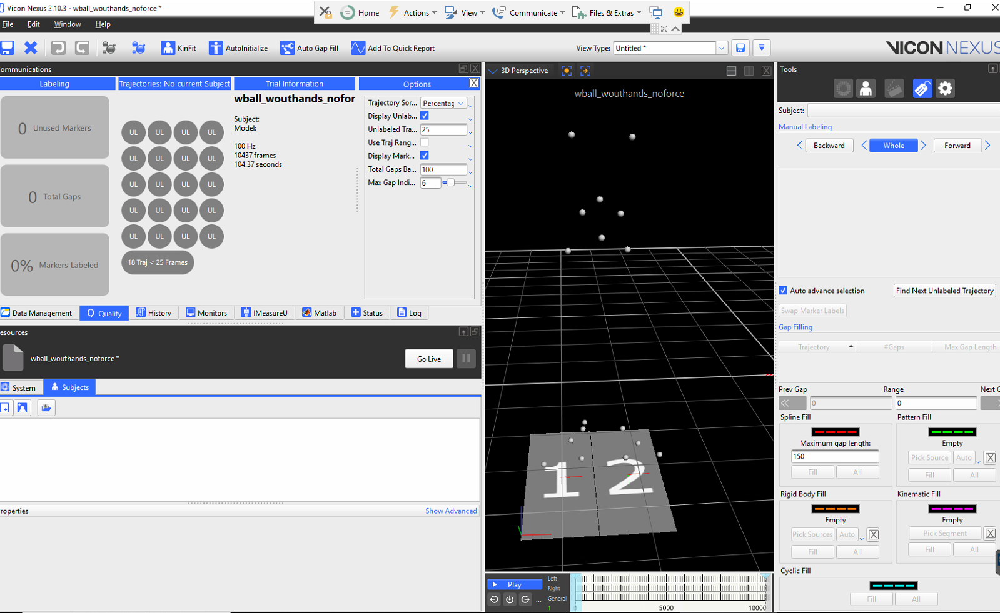 Vicon Nexus 2.10.3 - wball_wouthands_noforce *
Home
Actions
View
Communicate
Files & Extras
File
Edit
Window
Help
KinFit
AutoInitialize
Auto Gap Fill
Add To Quick Report
View Type:
Untitled *
VICON NEXUS
ommunications
Labeling
Trajectories: No current Subject
Trial Information
Options
X
0 Unused Markers
0 Total Gaps
0% Markers Labeled
UL UL UL UL
UL UL UL UL
UL UL UL UL
UL UL UL UL
UL UL UL UL
18 Traj < 25 Frames
wball_wouthands_nofor
Subject:
Model:
100 Hz
10437 frames
104.37 seconds
Trajectory Sor... Percentag
Display Unlab...
Unlabeled Tra... 25
Use Traj Rang...
Display Mark...
Total Gaps Ba... 100
Max Gap Indi... 6
Data Management
Quality
History
Monitors
IMeasureU
Matlab
Status
Log
esources
wball_wouthands_noforce *
Go Live
System
Subjects
roperties
Show Advanced
3D Perspective
wball_wouthands_noforce
1
2
Play
...
Left
Right
General
1
5000
10000
Tools
Subject:
Manual Labeling
Backward
Whole
Forward
Auto advance selection
Find Next Unlabeled Trajectory
Swap Marker Labels
Gap Filling
Trajectory
#Gaps
Max Gap Length
Prev Gap
Range
Next G
0
0
Spline Fill
Maximum gap length:
150
Fill
All
Pattern Fill
Empty
Pick Source
Auto
X
Fill
All
Rigid Body Fill
Empty
Pick Sources
Auto
X
Fill
All
Kinematic Fill
Empty
Pick Segment
X
Fill
All
Cyclic Fill
Fill
All